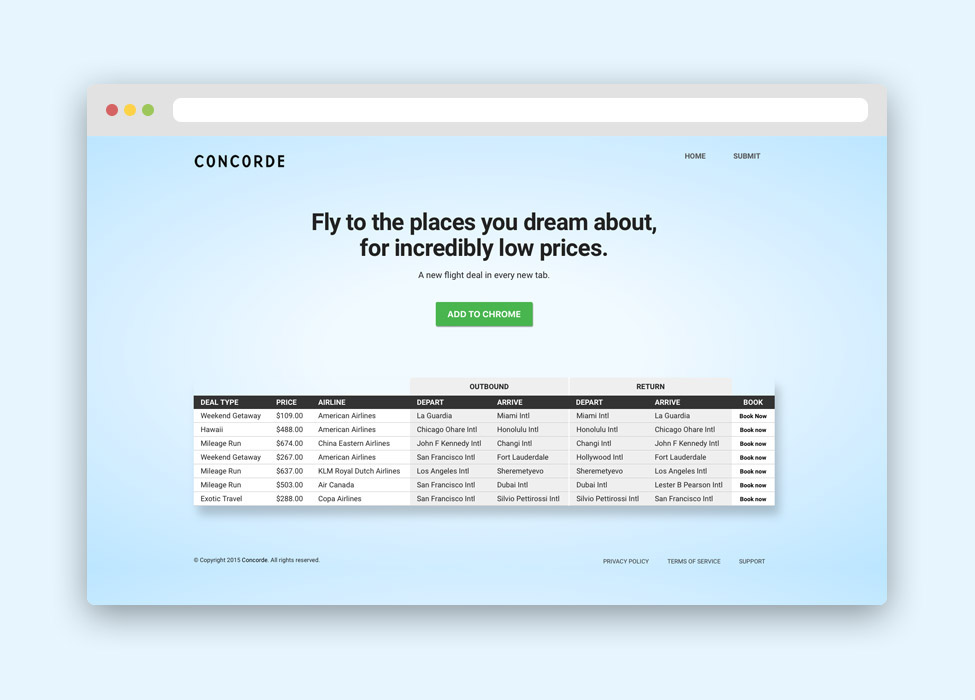 CONCORDE
HOME SUBMIT
Fly to the places you dream about,
for incredibly low prices.
A new flight deal in every new tab.
ADD TO CHROME
OUTBOUND RETURN
DEAL TYPE PRICE AIRLINE DEPART ARRIVE DEPART ARRIVE BOOK
Weekend Getaway $109.00 American Airlines La Guardia Miami Intl Miami Intl La Guardia Book Now
Hawaii $488.00 American Airlines Chicago Ohare Intl Honolulu Intl Honolulu Intl Chicago Ohare Intl Book now
Mileage Run $674.00 China Eastern Airlines John F Kennedy Intl Changi Intl Changi Intl John F Kennedy Intl Book now
Weekend Getaway $267.00 American Airlines San Francisco Intl Fort Lauderdale Hollywood Intl Fort Lauderdale Book now
Mileage Run $637.00 KLM Royal Dutch Airlines Los Angeles Intl Sheremetyevo Sheremetyevo Los Angeles Intl Book now
Mileage Run $503.00 Air Canada San Francisco Intl Dubai Intl Dubai Intl Lester B Pearson Intl Book now
Exotic Travel $288.00 Copa Airlines San Francisco Intl Silvio Pettirossi Intl Silvio Pettirossi Intl San Francisco Intl Book now
© Copyright 2015 Concorde. All rights reserved.
PRIVACY POLICY TERMS OF SERVICE SUPPORT